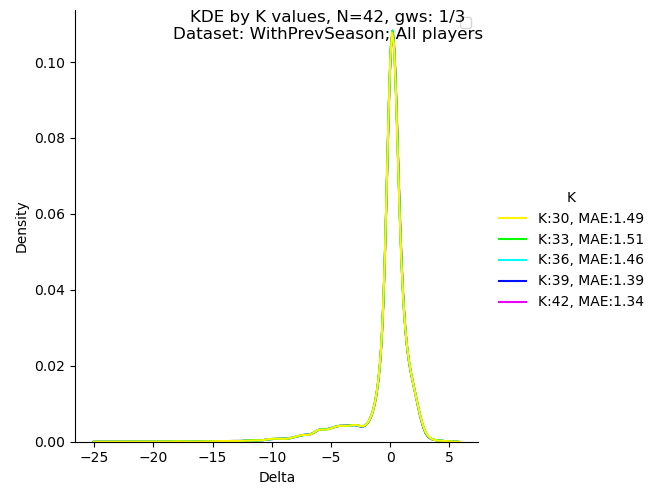 KDE by K values, N=42, gws: 1/3
Dataset: WithPrevSeason; All players
0.10
0.08
0.06
0.04
0.02
0.00
Density
−25
−20
−15
−10
−5
0
5
Delta
K
K:30, MAE:1.49
K:33, MAE:1.51
K:36, MAE:1.46
K:39, MAE:1.39
K:42, MAE:1.34